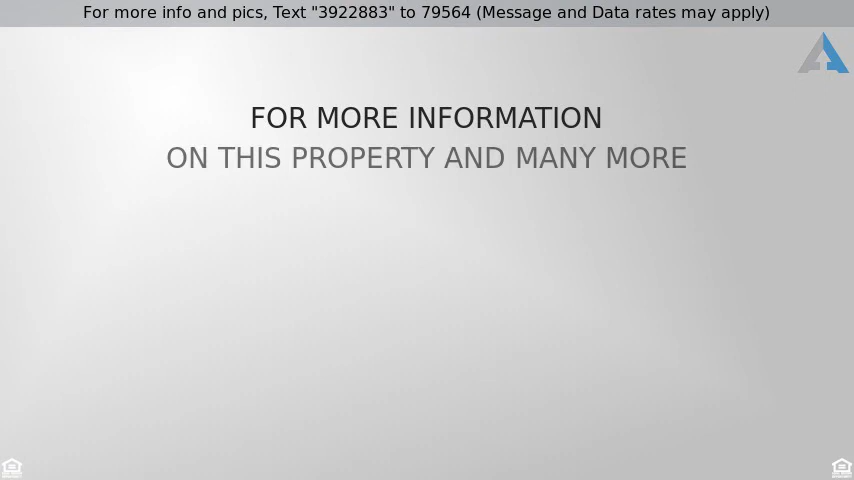 For more info and pics, Text "3922883" to 79564 (Message and Data rates may apply)
FOR MORE INFORMATION
ON THIS PROPERTY AND MANY MORE